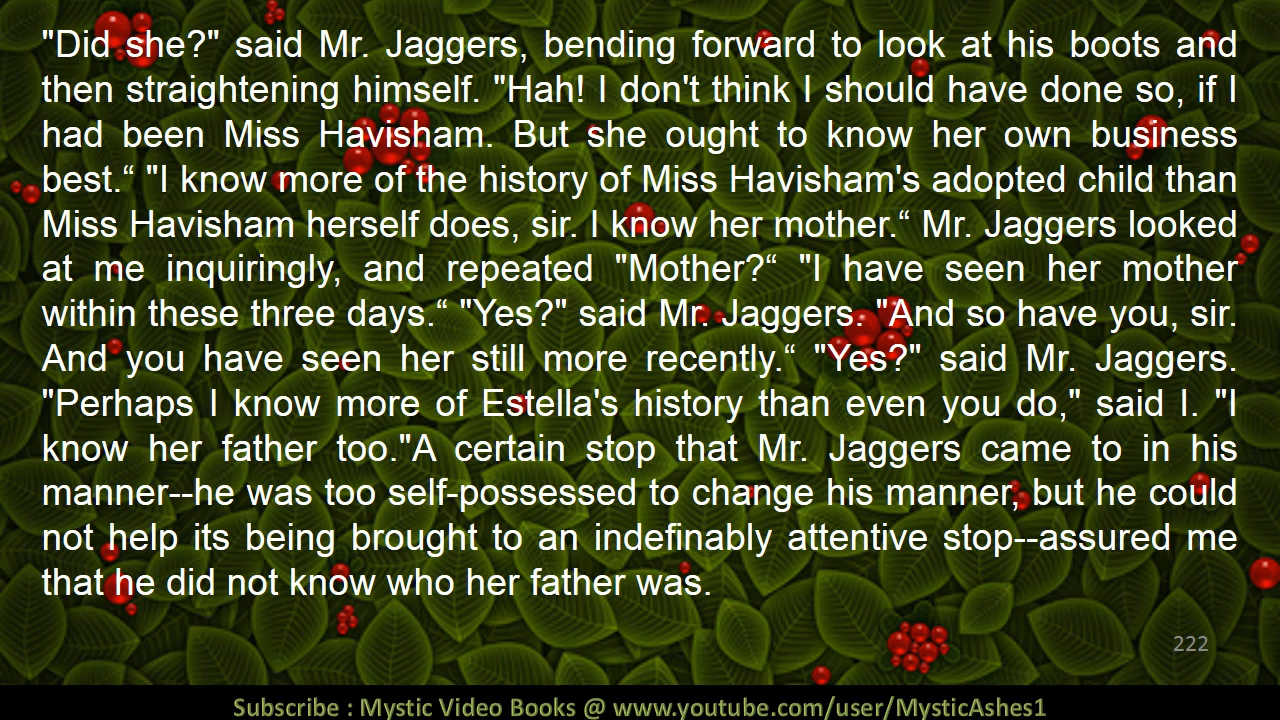 "Did she?" said Mr. Jaggers, bending forward to look at his boots and
then straightening himself. "Hah! I don't think I should have done so, if I
had been Miss Havisham. But she ought to know her own business
best.“ "I know more of the history of Miss Havisham's adopted child than
Miss Havisham herself does, sir. I know her mother.“ Mr. Jaggers looked
at me inquiringly, and repeated "Mother?“ "I have seen her mother
within these three days.“ "Yes?" said Mr. Jaggers. "And so have you, sir.
And you have seen her still more recently.“ "Yes?" said Mr. Jaggers.
"Perhaps I know more of Estella's history than even you do," said I. "I
know her father too."A certain stop that Mr. Jaggers came to in his
manner--he was too self-possessed to change his manner, but he could
not help its being brought to an indefinably attentive stop--assured me
that he did not know who her father was.
222
Subscribe : Mystic Video Books @ www.youtube.com/user/MysticAshes1